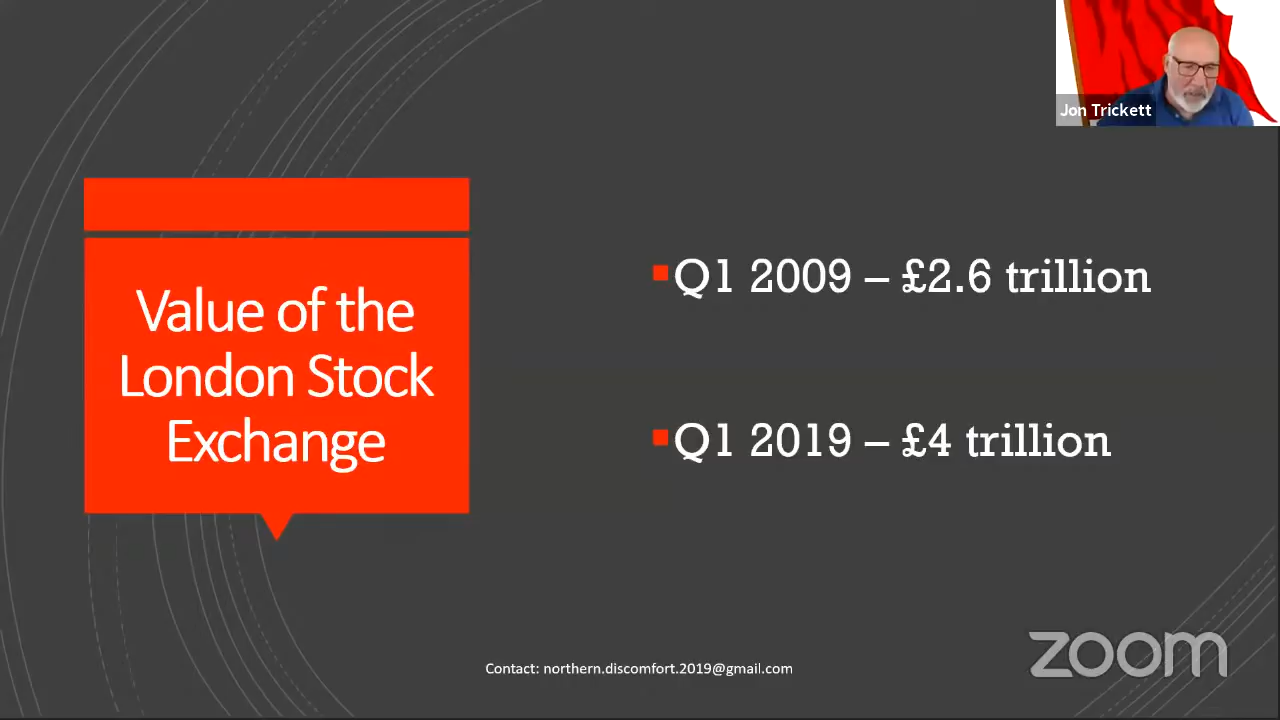 Jon Trickett
Value of the
London Stock
Exchange
Q1 2009 – £2.6 trillion
Q1 2019 – £4 trillion
Contact: northern.discomfort.2019@gmail.com
zoom